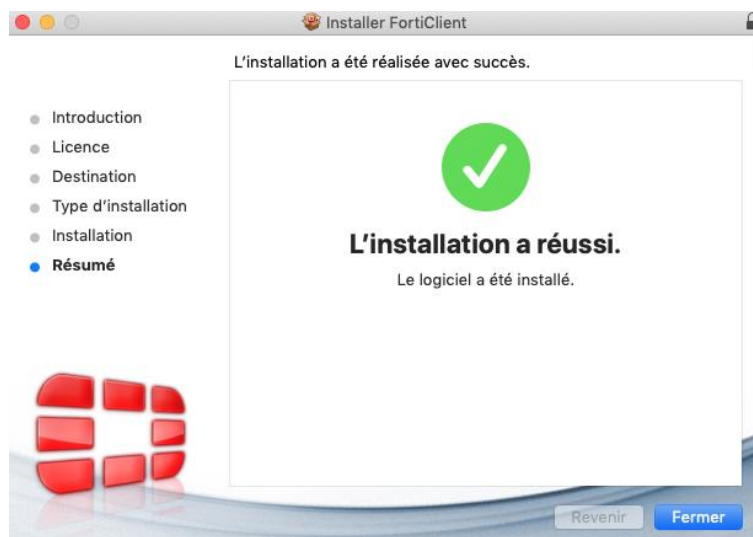 Installer FortiClient
L'installation a été réalisée avec succès.
Introduction
Licence
Destination
Type d'installation
Installation
Résumé
L'installation a réussi.
Le logiciel a été installé.
Revenir
Fermer